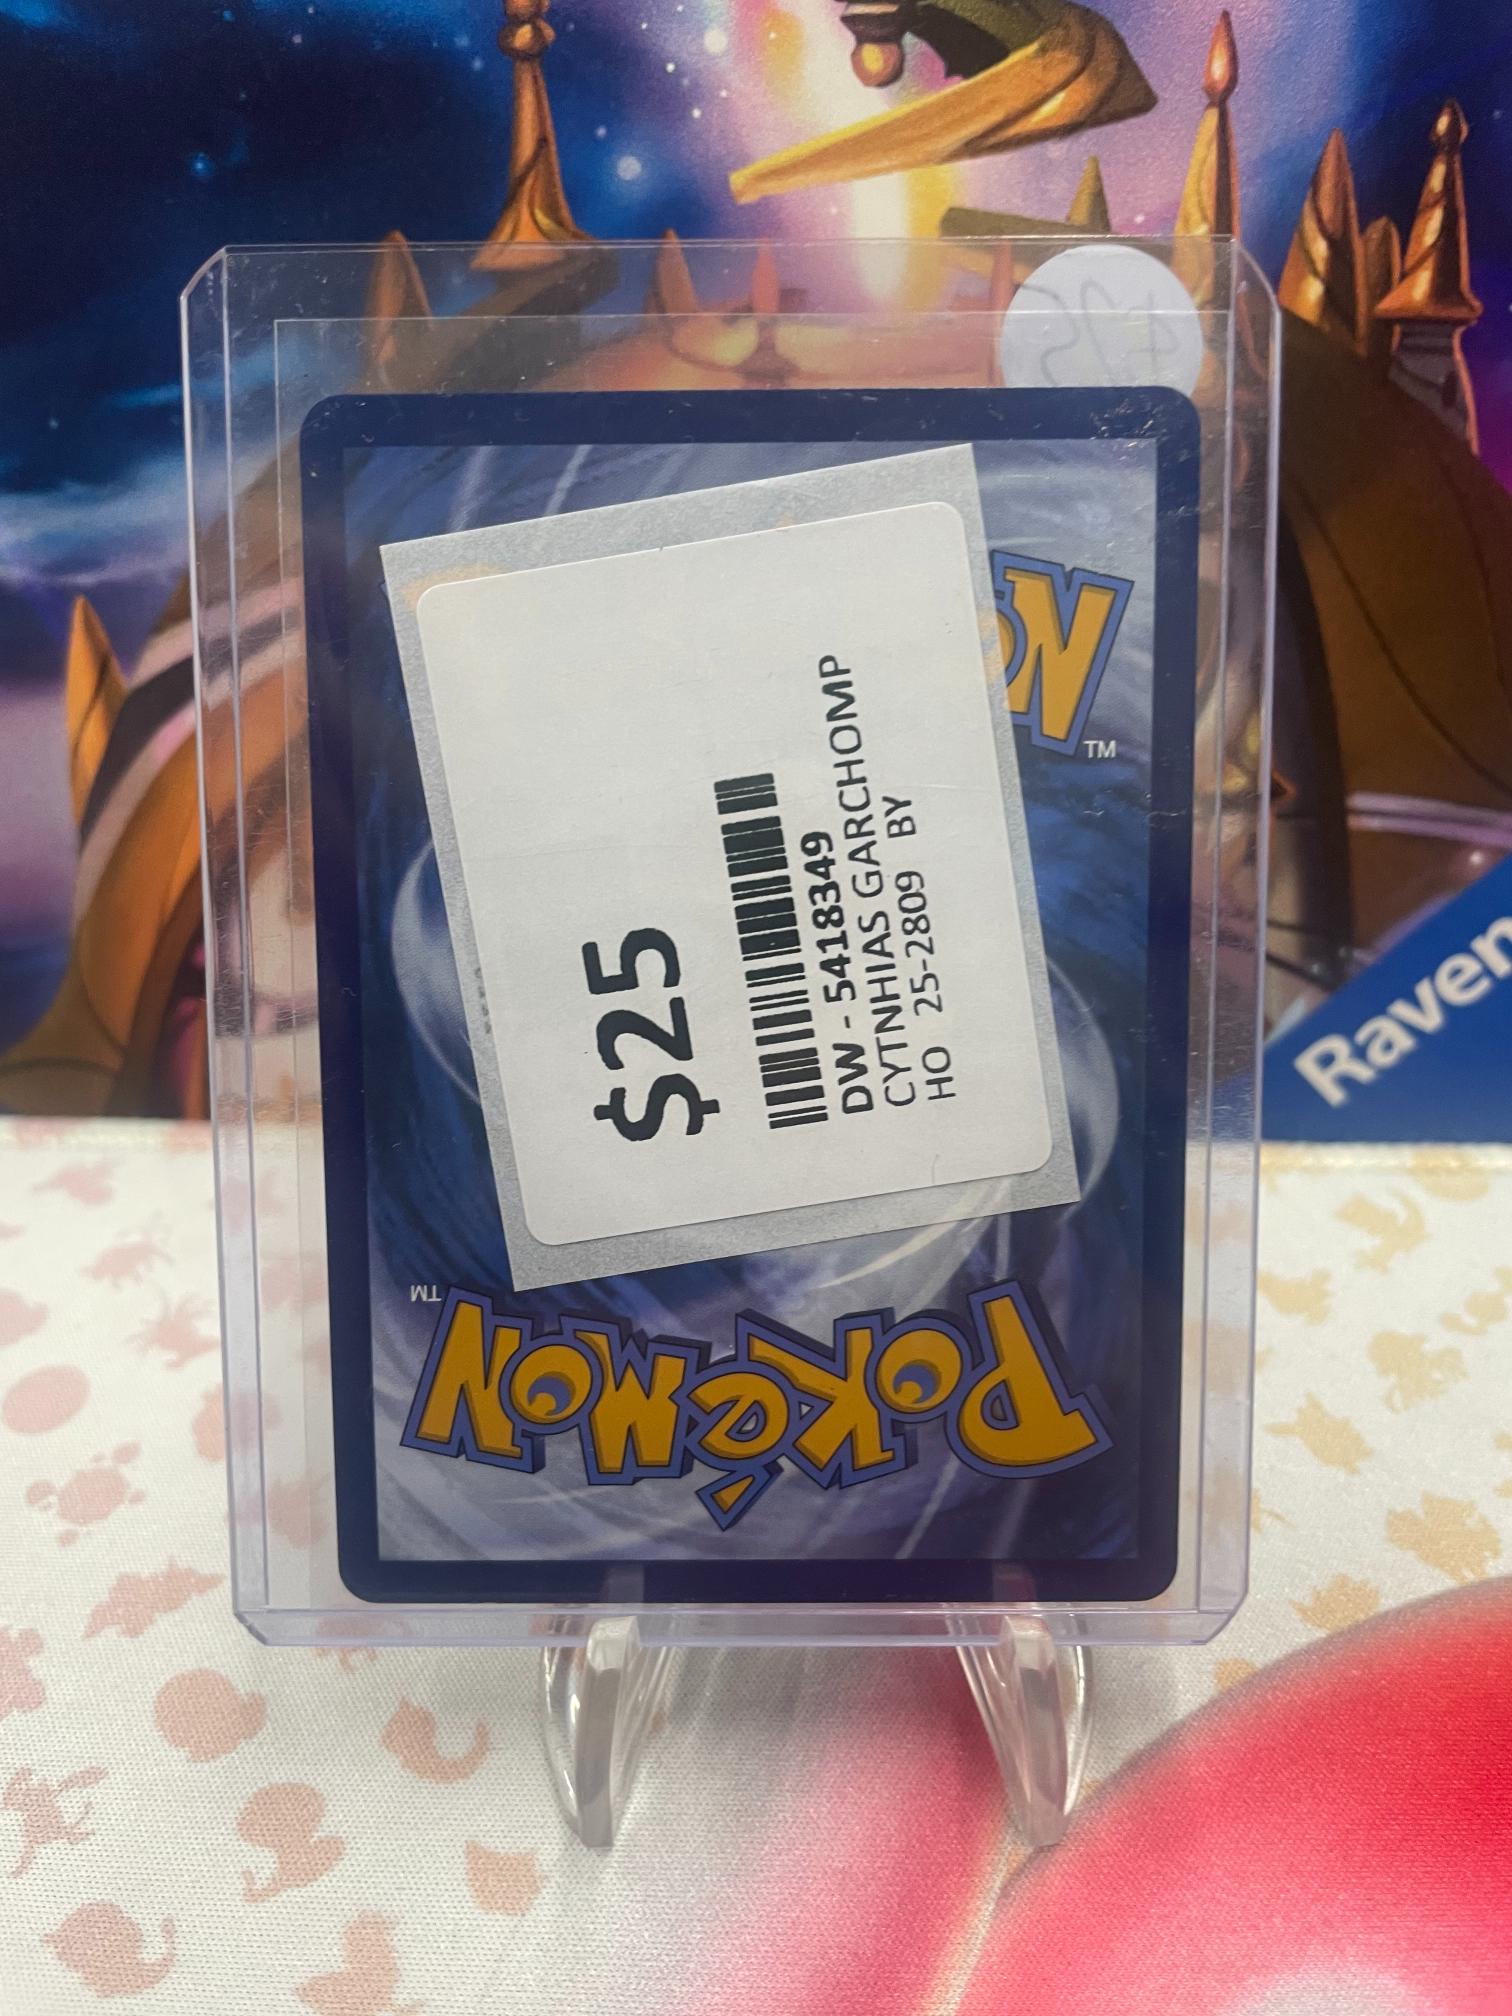 $25
DW - 5418349
CYTNHIAS GARCHOMP
HO 25-2809 BY
TM
TM
POKéMON
Raven